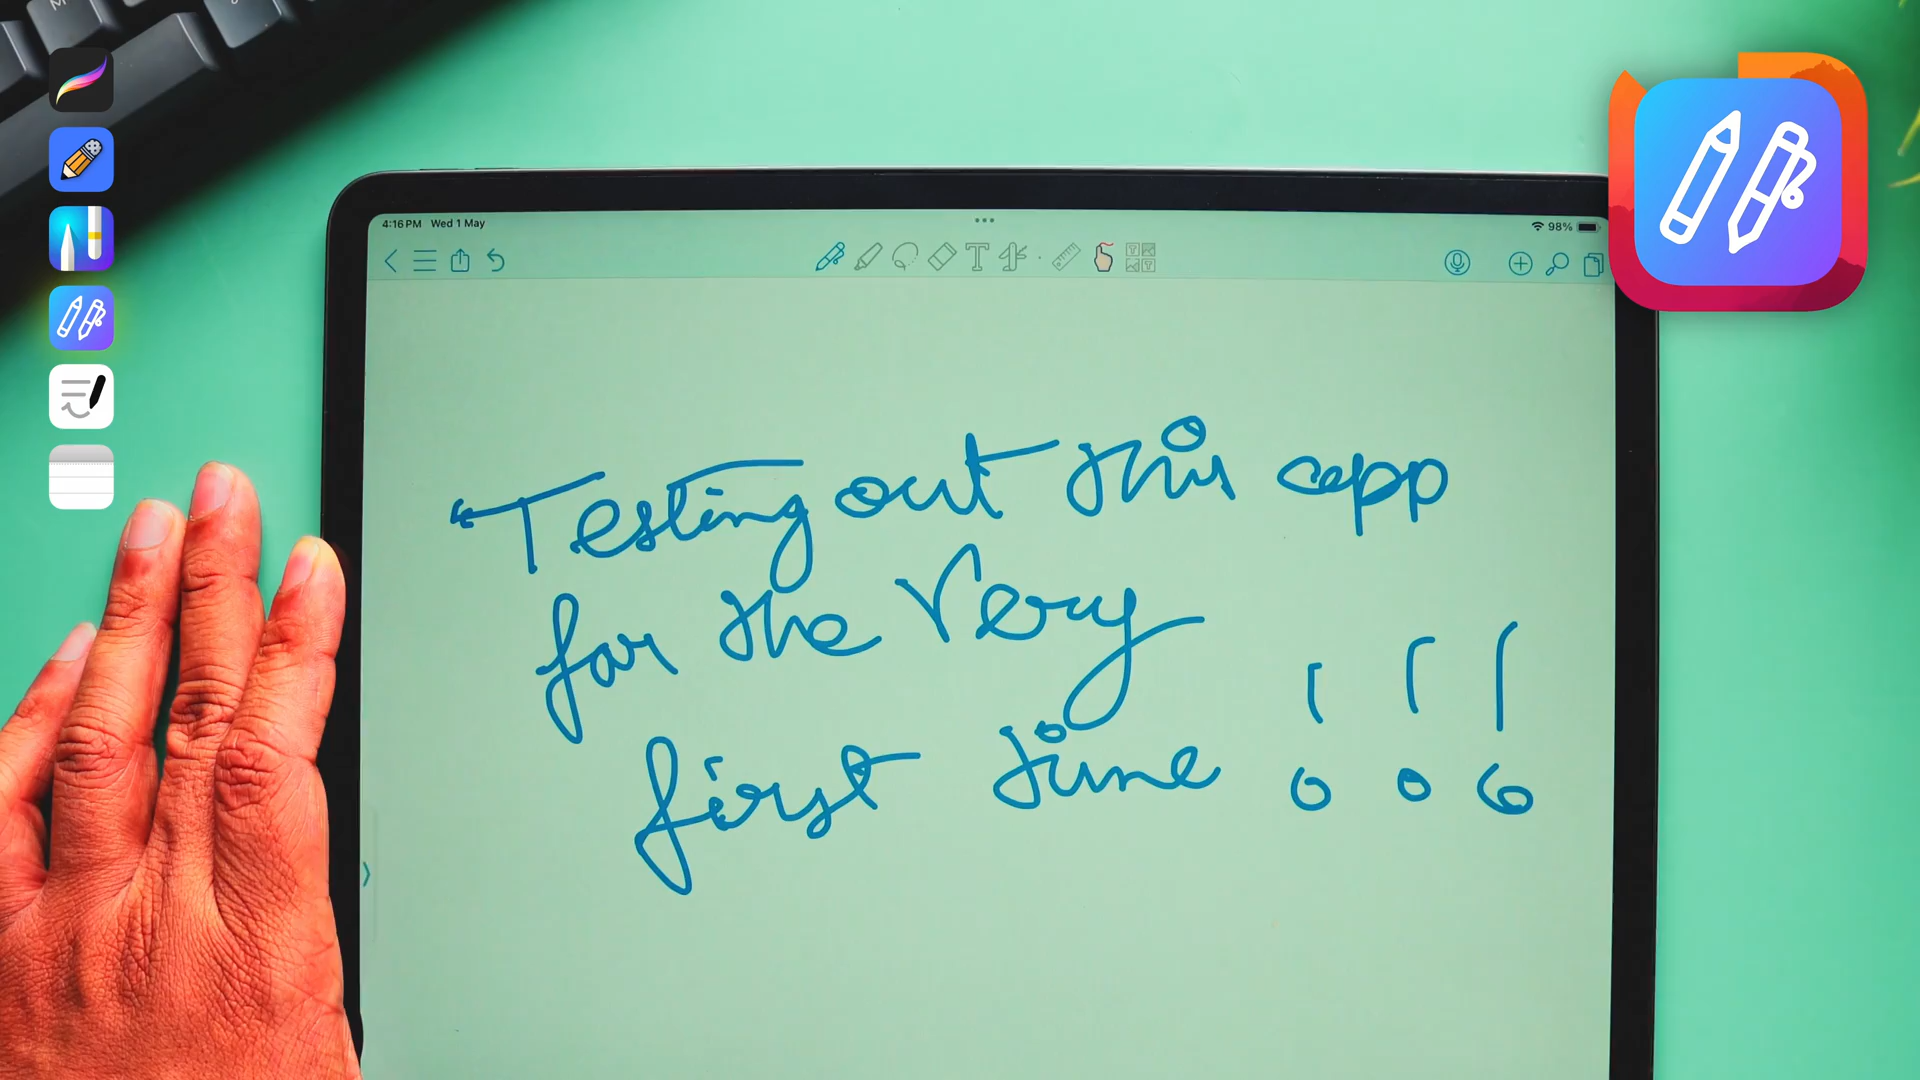 4:16 PM Wed 1 May 98%
Testing out this app
for the Very
first time !!!